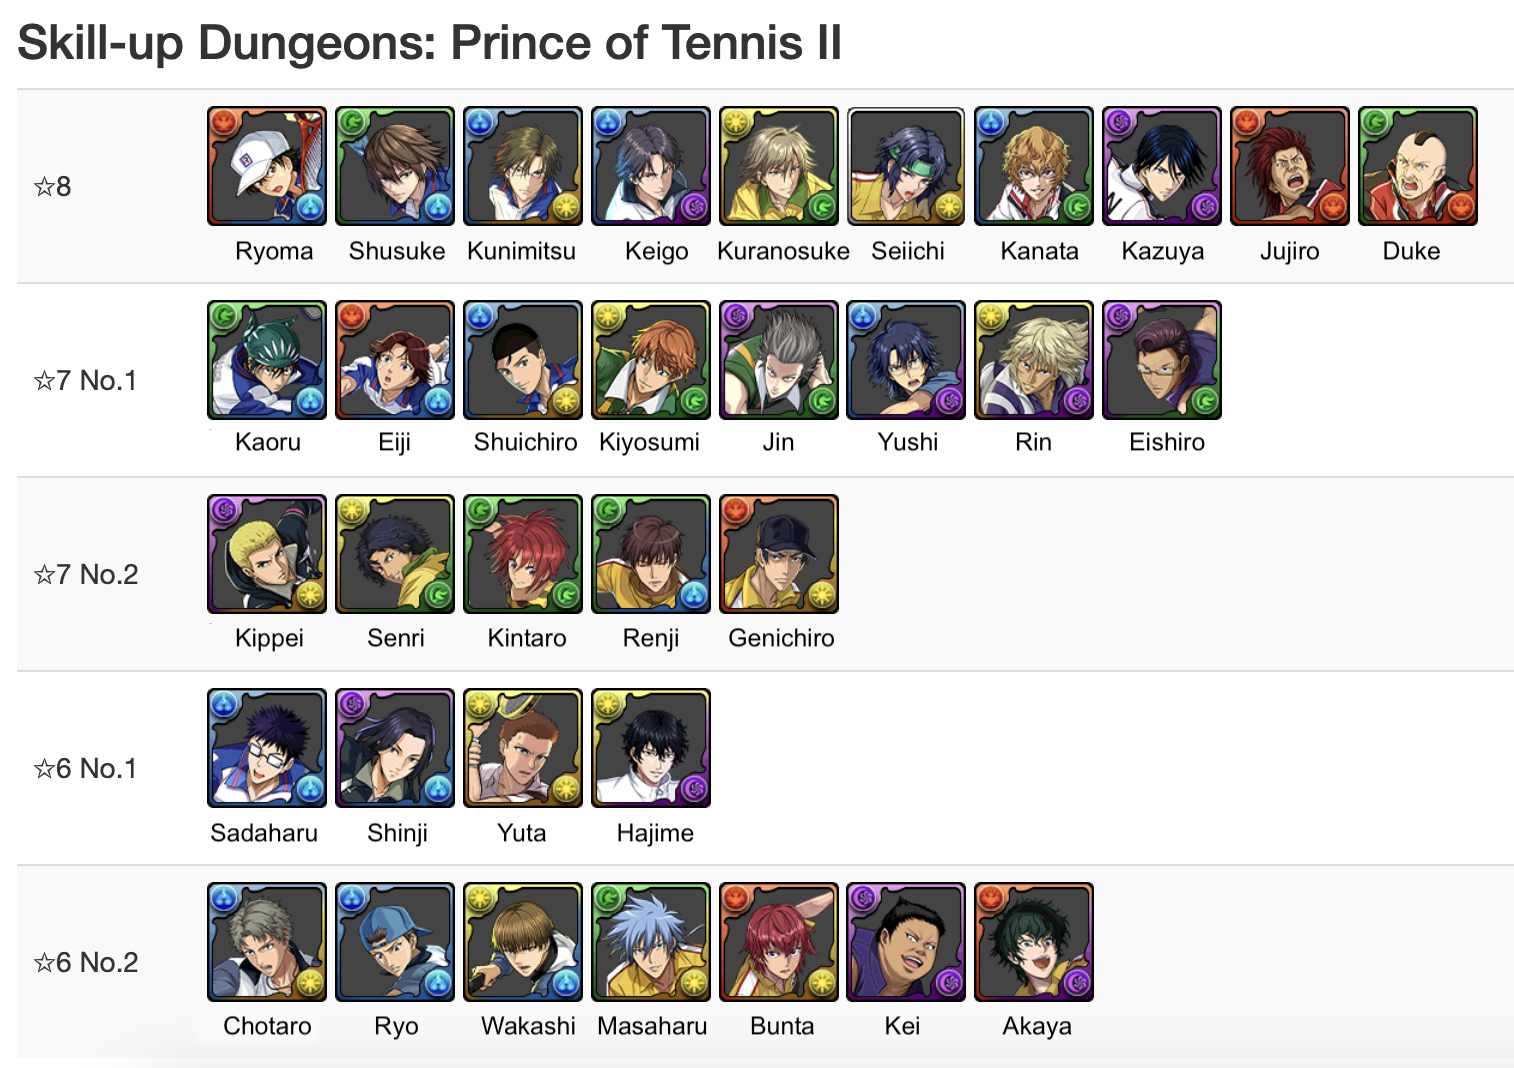 Skill-up Dungeons: Prince of Tennis II
☆8
Ryoma Shusuke Kunimitsu Keigo Kuranosuke Seiichi Kanata Kazuya Jujiro Duke
☆7 No.1
Kaoru Eiji Shuichiro Kiyosumi Jin Yushi Rin Eishiro
☆7 No.2
Kippei Senri Kintaro Renji Genichiro
☆6 No.1
Sadaharu Shinji Yuta Hajime
☆6 No.2
Chotaro Ryo Wakashi Masaharu Bunta Kei Akaya